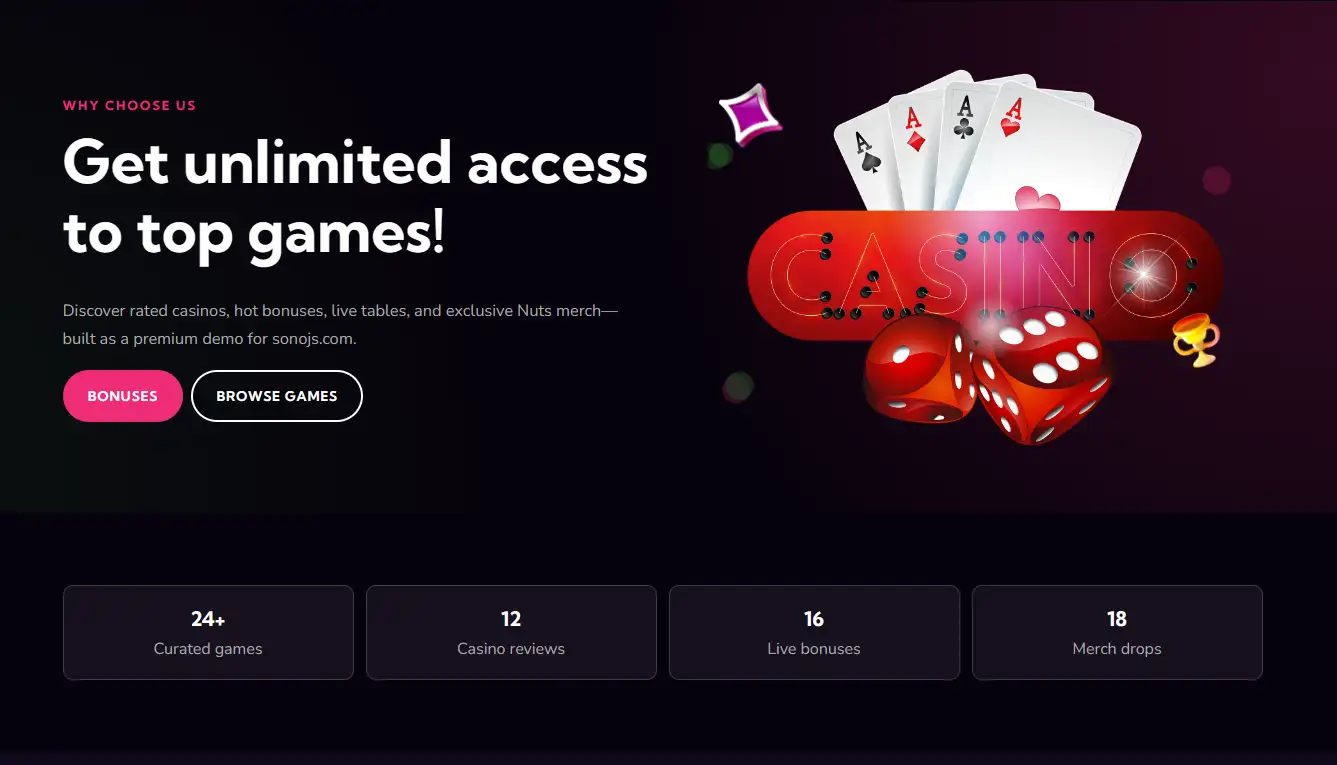 WHY CHOOSE US
Get unlimited access
to top games!
Discover rated casinos, hot bonuses, live tables, and exclusive Nuts merch—
built as a premium demo for sonojs.com.
BONUSES
BROWSE GAMES
A
A
A
A
CASINO
24+
Curated games
12
Casino reviews
16
Live bonuses
18
Merch drops